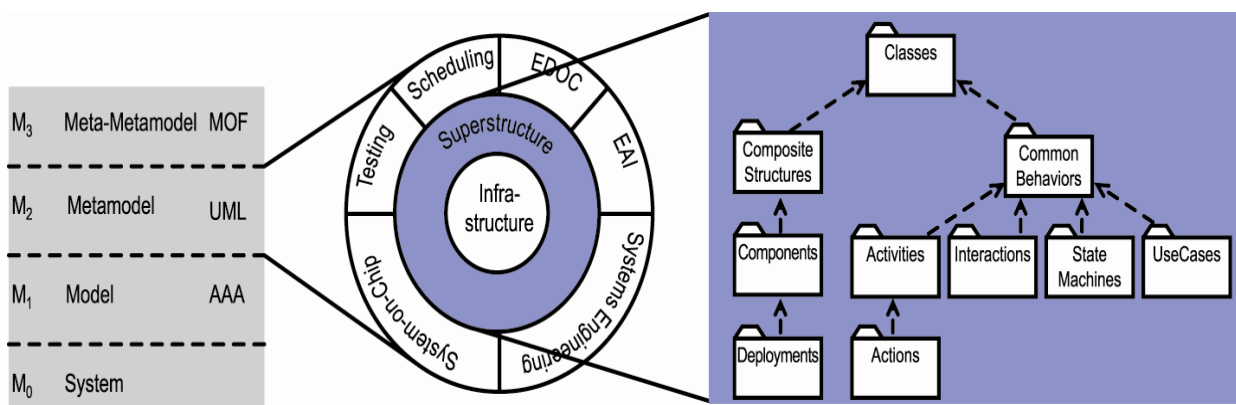 M3 Meta-Metamodel MOF
M2 Metamodel UML
M1 Model AAA
M0 System
Scheduling
EDOC
Testing
EAI
Superstructure
Infra-
structure
System-on-Chip
Systems Engineering
Classes
Composite
Structures
Common
Behaviors
Components
Activities
Interactions
State
Machines
UseCases
Deployments
Actions